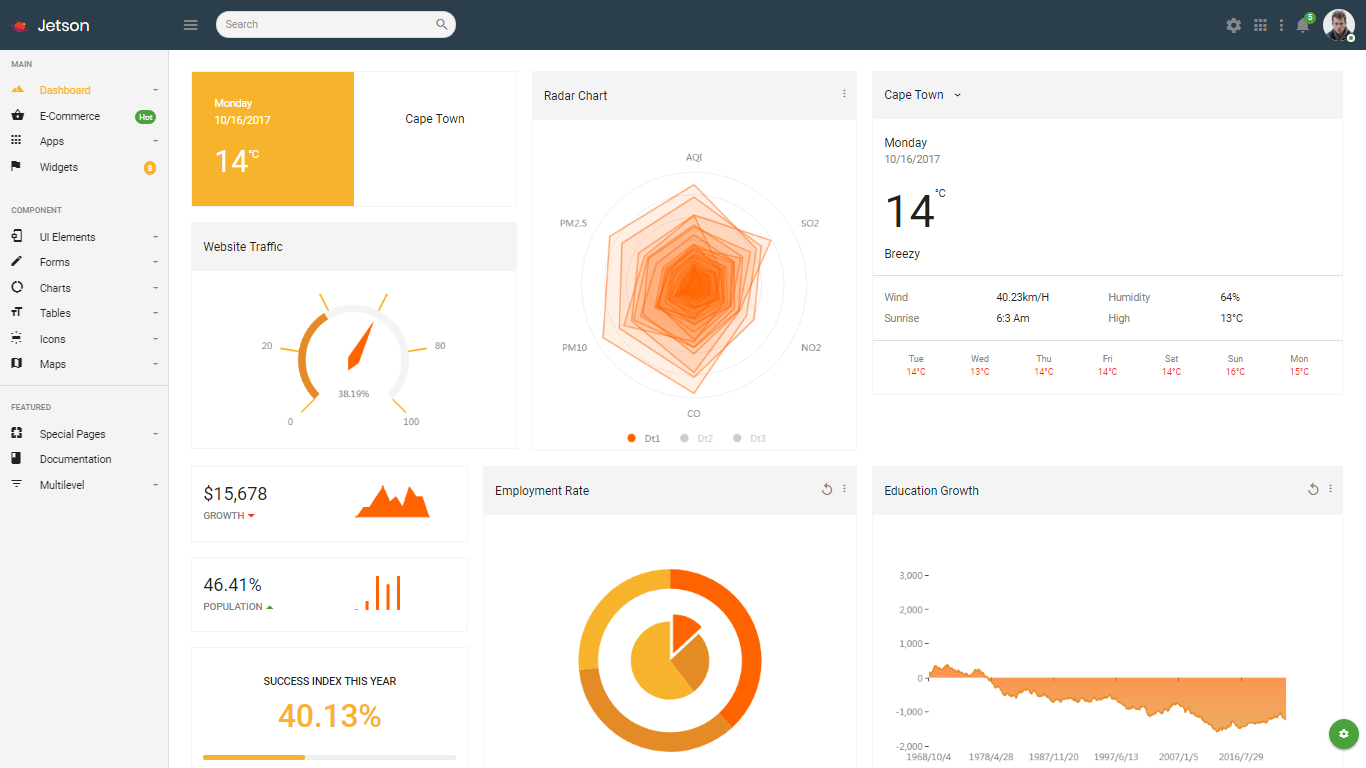 Jetson
Search
5
MAIN
Dashboard
E-Commerce
Hot
Apps
Widgets
8
COMPONENT
UI Elements
Forms
Charts
Tables
Icons
Maps
FEATURED
Special Pages
Documentation
Multilevel
Monday
10/16/2017
14°C
Cape Town
Website Traffic
20
80
38.19%
0
100
Radar Chart
AQI
PM2.5
SO2
PM10
NO2
CO
Dt1
Dt2
Dt3
Cape Town
Monday
10/16/2017
14°C
Breezy
Wind 40.23km/H Humidity 64%
Sunrise 6:3 Am High 13°C
Tue Wed Thu Fri Sat Sun Mon
14°C 13°C 14°C 14°C 14°C 16°C 15°C
$15,678
GROWTH
46.41%
POPULATION
SUCCESS INDEX THIS YEAR
40.13%
Employment Rate
Education Growth
3,000
2,000
1,000
0
-1,000
-2,000
1968/10/4 1978/4/28 1987/11/20 1997/6/13 2007/1/5 2016/7/29